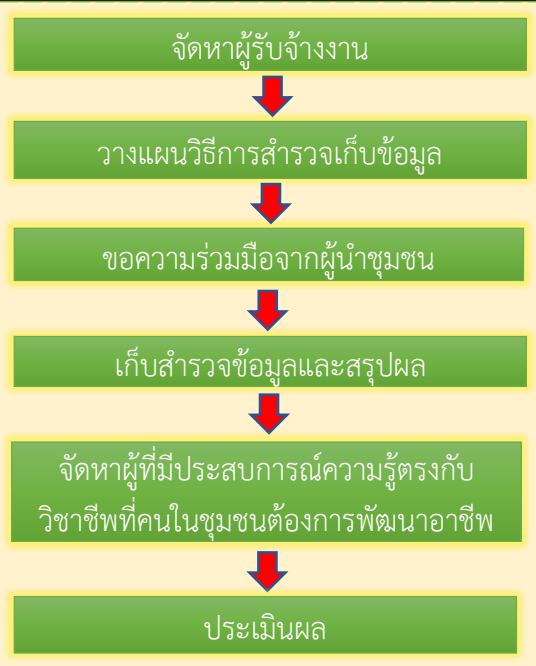 จัดหาผู้รับจ้างงาน
วางแผนวิธีการสำรวจเก็บข้อมูล
ขอความร่วมมือจากผู้นำชุมชน
เก็บสำรวจข้อมูลและสรุปผล
จัดหาผู้ที่มีประสบการณ์ความรู้ตรงกับ
วิชาชีพที่คนในชุมชนต้องการพัฒนาอาชีพ
ประเมินผล